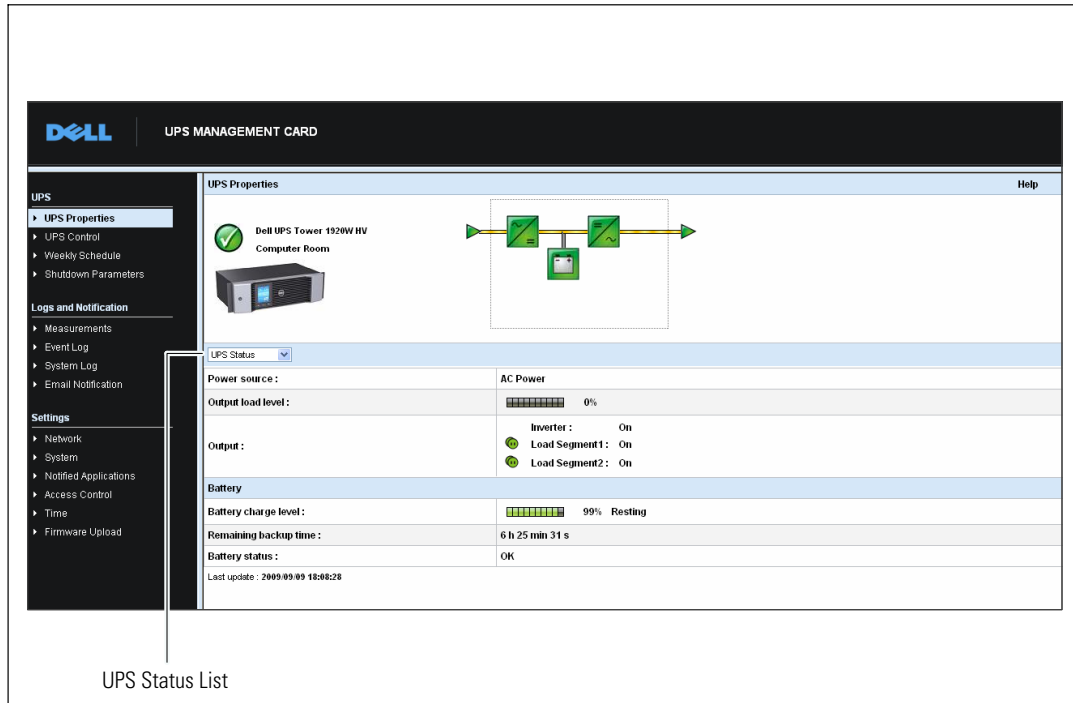 DELL
UPS MANAGEMENT CARD
UPS
UPS Properties
UPS Control
Weekly Schedule
Shutdown Parameters
Logs and Notification
Measurements
Event Log
System Log
Email Notification
Settings
Network
System
Notified Applications
Access Control
Time
Firmware Upload
UPS Properties Help
Dell UPS Tower 1920W HV
Computer Room
UPS Status
Power source : AC Power
Output load level : 0%
Output :
Inverter : On
Load Segment1 : On
Load Segment2 : On
Battery
Battery charge level : 99% Resting
Remaining backup time : 6 h 25 min 31 s
Battery status : OK
Last update : 2009/09/09 18:08:28
UPS Status List